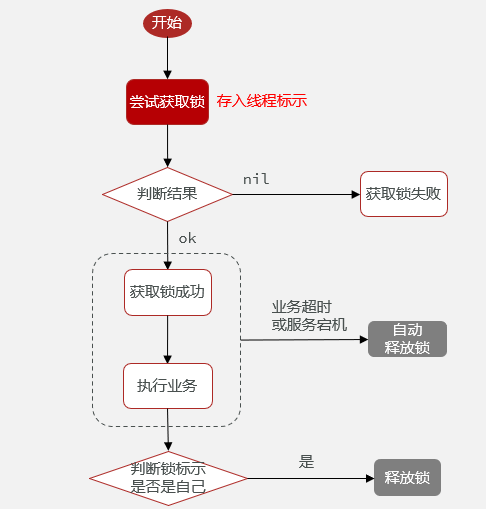 开始
尝试获取锁
存入线程标示
判断结果
nil
获取锁失败
ok
获取锁成功
业务超时
或服务宕机
自动
释放锁
执行业务
判断锁标示
是否是自己
是
释放锁